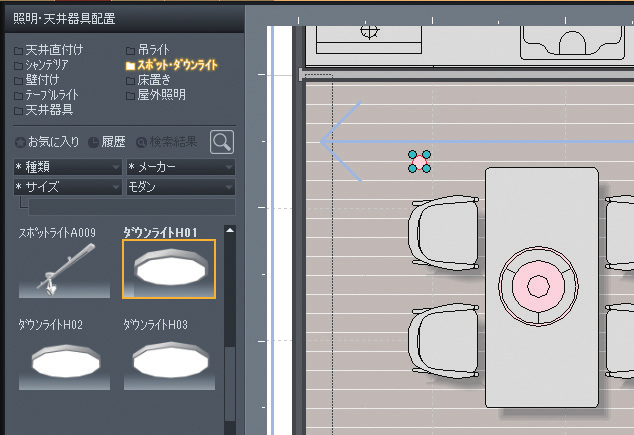 照明・天井器具配置
天井直付け 吊ライト
シャンデリア スポット・ダウンライト
壁付け 床置き
テーブルライト 屋外照明
天井器具
お気に入り 履歴 検索結果
* 種類 * メーカー
* サイズ モダン
スポットライトA009 ダウンライトH01
ダウンライトH02 ダウンライトH03